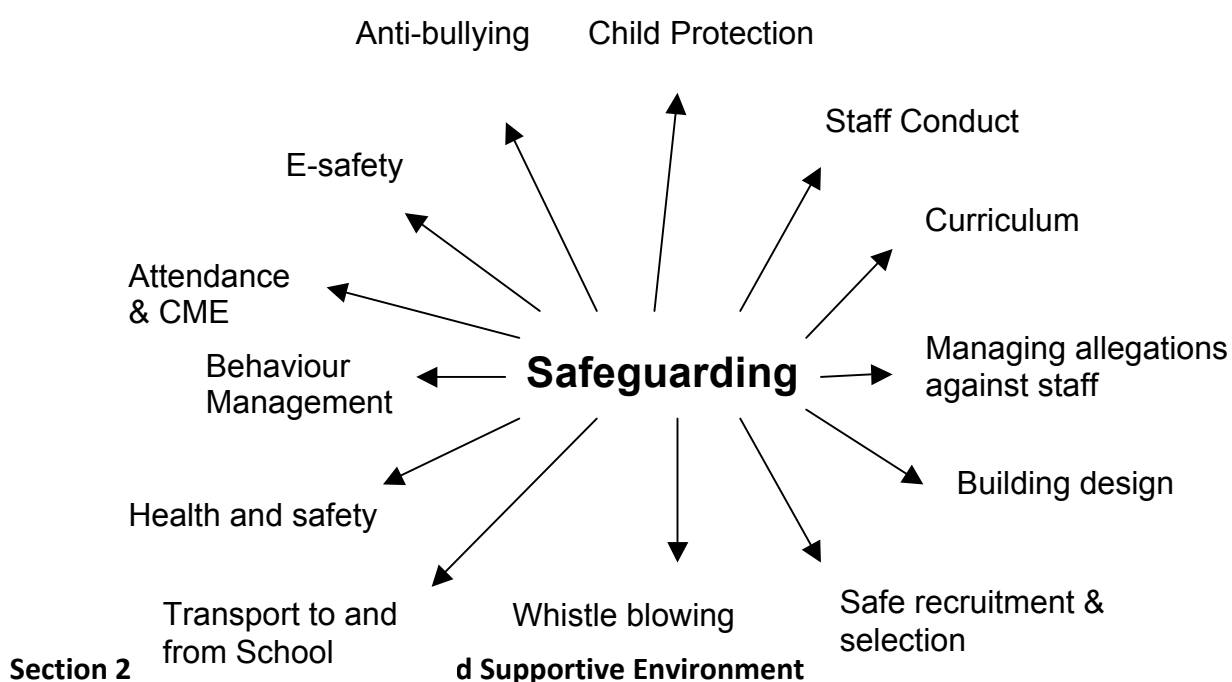 Anti-bullying Child Protection
Staff Conduct
E-safety
Curriculum
Attendance
& CME
Managing allegations
against staff
Safeguarding
Behaviour
Management
Building design
Health and safety
Safe recruitment &
selection
Whistle blowing
Transport to and
from School
Section 2 d Supportive Environment